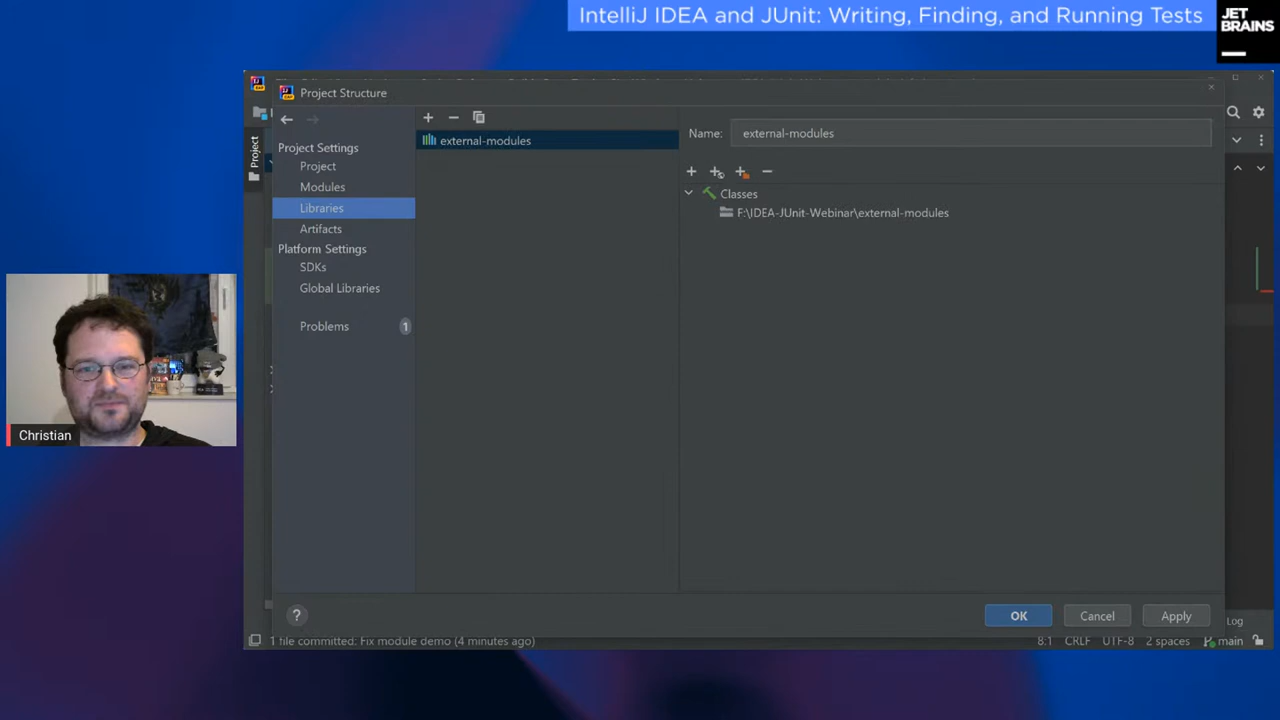 IntelliJ IDEA and JUnit: Writing, Finding, and Running Tests
JET
BRAINS
Project Structure
Project
Project Settings
Project
Modules
Libraries
Artifacts
Platform Settings
SDKs
Global Libraries
Problems
1
external-modules
Name:
external-modules
Classes
F:\IDEA-JUnit-Webinar\external-modules
Christian
?
OK
Cancel
Apply
Log
1 file committed: Fix module demo (4 minutes ago)
8:1
CRLF
UTF-8
2 spaces
main